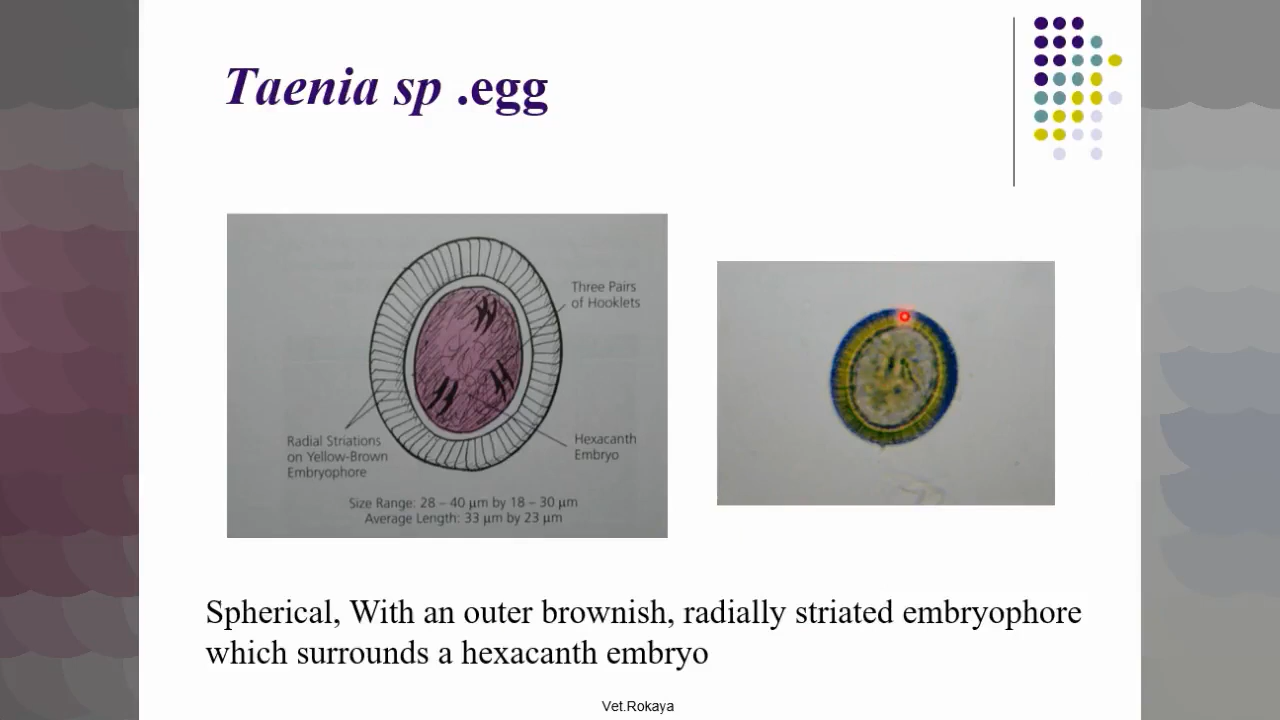 Taenia sp .egg
Three Pairs
of Hooklets
Radial Striations
on Yellow-Brown
Embryophore
Hexacanth
Embryo
Size Range: 28 – 40 µm by 18 – 30 µm
Average Length: 33 µm by 23 µm
Spherical, With an outer brownish, radially striated embryophore
which surrounds a hexacanth embryo
Vet.Rokaya